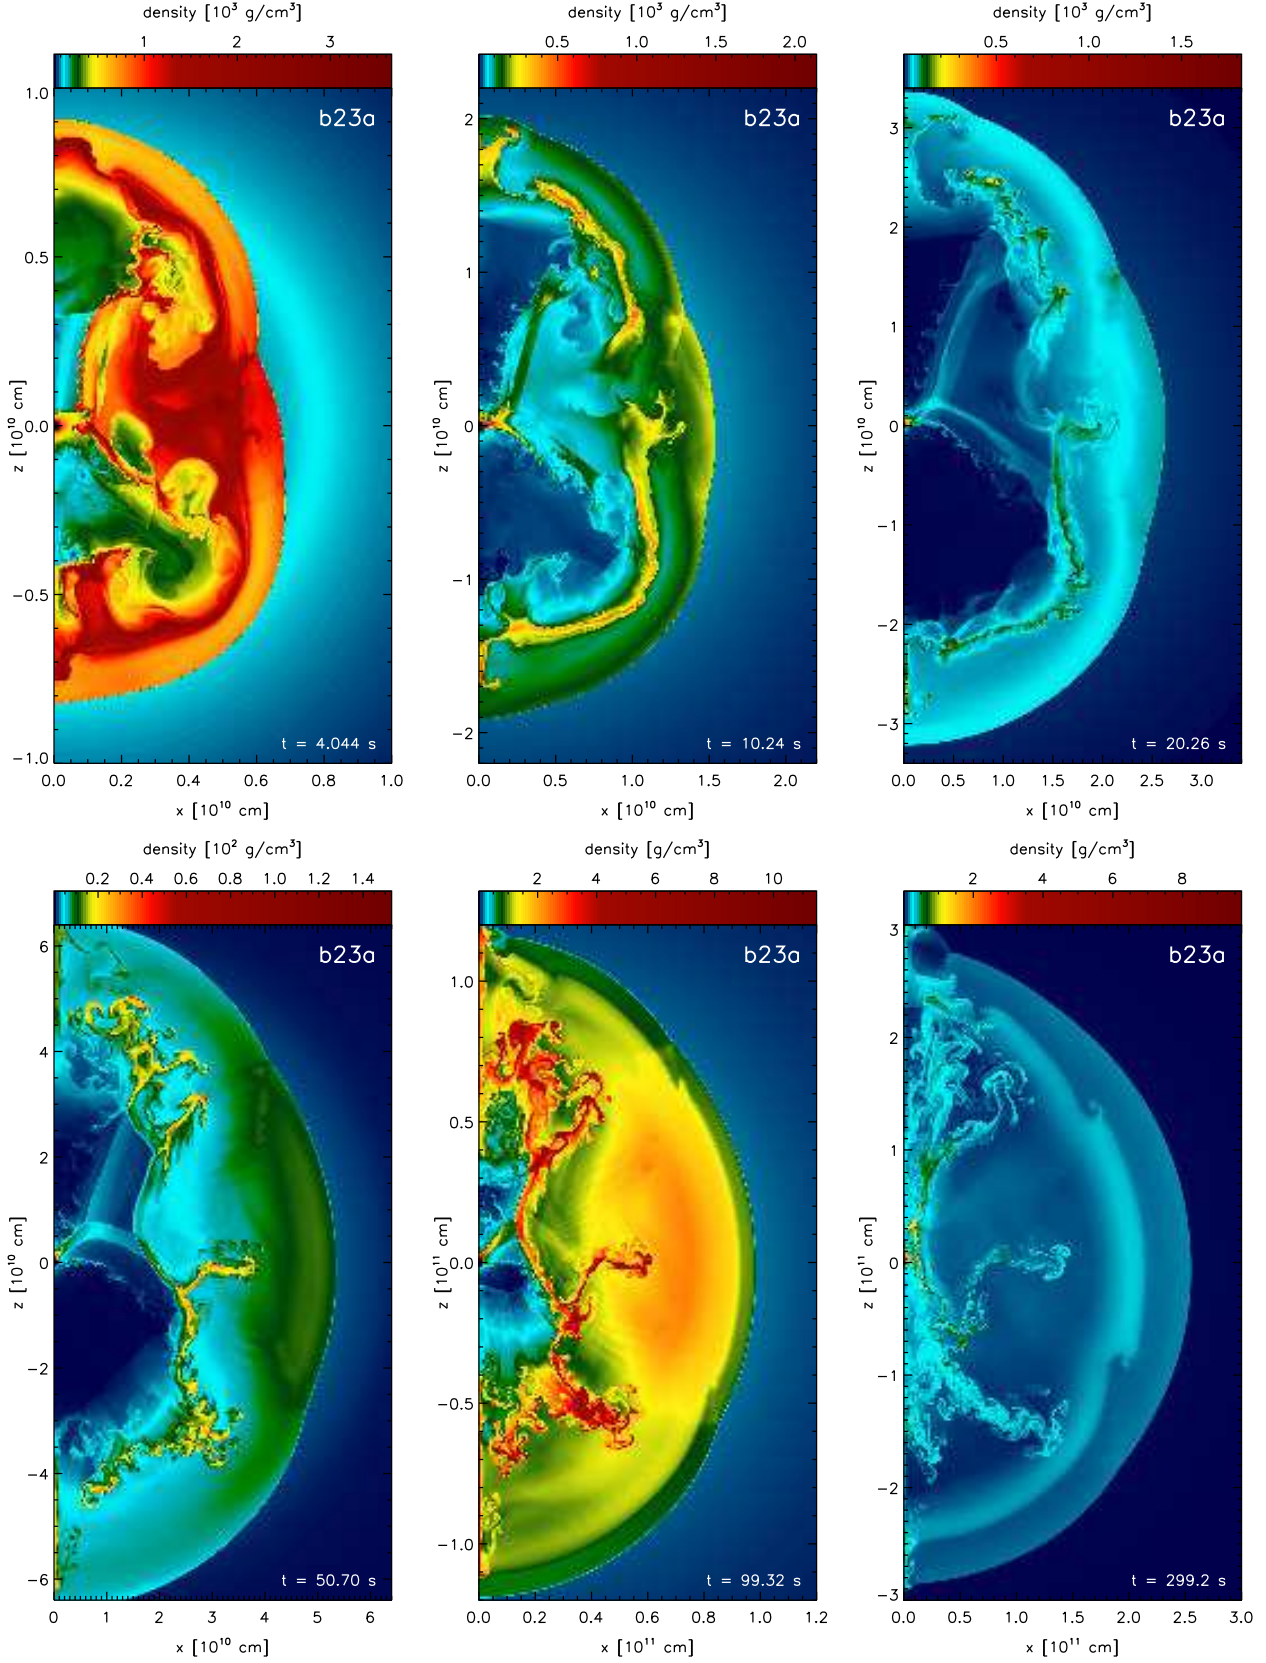 density [10³ g/cm³]
1 2 3
b23a
1.0
0.5
0.0
−0.5
−1.0
z [10¹⁰ cm]
t = 4.044 s
0.0 0.2 0.4 0.6 0.8 1.0
x [10¹⁰ cm]
density [10³ g/cm³]
0.5 1.0 1.5 2.0
b23a
2
1
0
−1
−2
z [10¹⁰ cm]
t = 10.24 s
0.0 0.5 1.0 1.5 2.0
x [10¹⁰ cm]
density [10³ g/cm³]
0.5 1.0 1.5
b23a
3
2
1
0
−1
−2
−3
z [10¹⁰ cm]
t = 20.26 s
0.0 0.5 1.0 1.5 2.0 2.5 3.0
x [10¹⁰ cm]
density [10² g/cm³]
0.2 0.4 0.6 0.8 1.0 1.2 1.4
b23a
6
4
2
0
−2
−4
−6
z [10¹⁰ cm]
t = 50.70 s
0 1 2 3 4 5 6
x [10¹⁰ cm]
density [g/cm³]
2 4 6 8 10
b23a
1.0
0.5
0.0
−0.5
−1.0
z [10¹¹ cm]
t = 99.32 s
0.0 0.2 0.4 0.6 0.8 1.0 1.2
x [10¹¹ cm]
density [g/cm³]
2 4 6 8
b23a
3
2
1
0
−1
−2
−3
z [10¹¹ cm]
t = 299.2 s
0.0 0.5 1.0 1.5 2.0 2.5 3.0
x [10¹¹ cm]